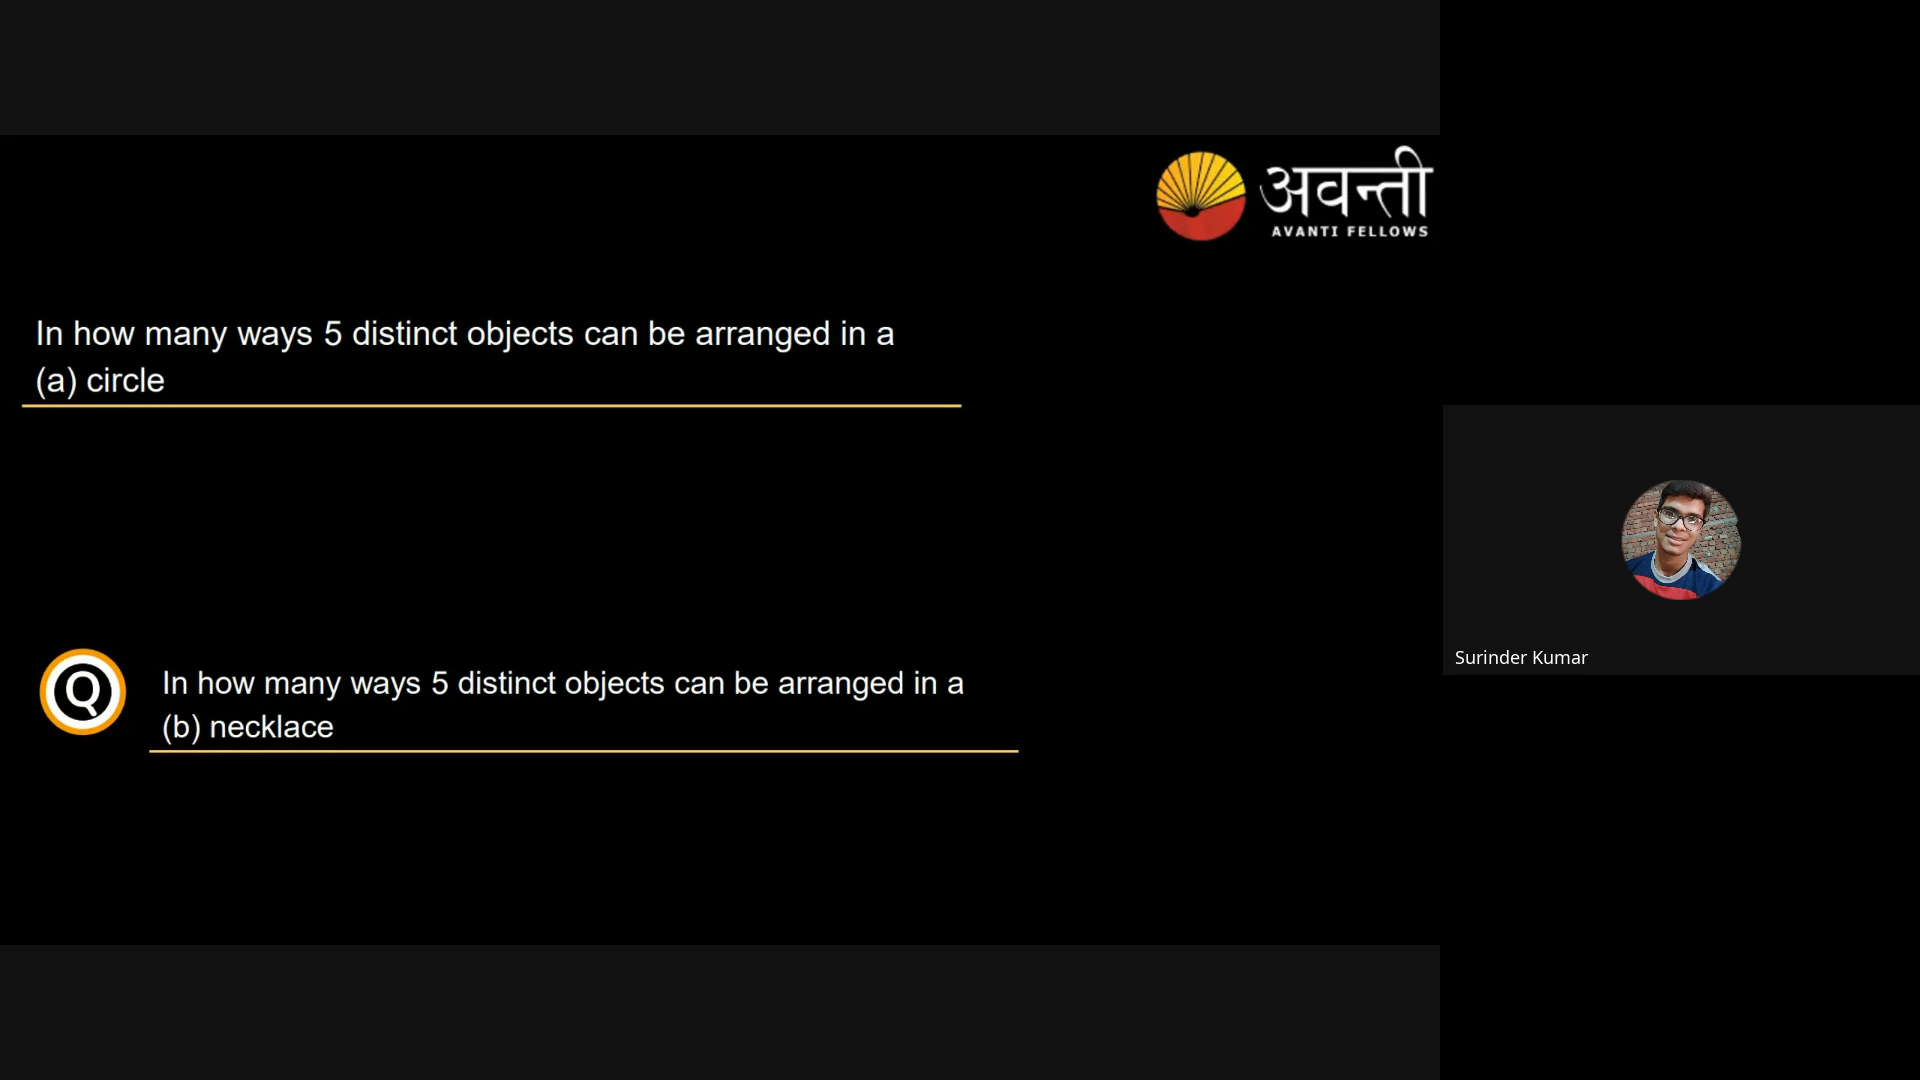 अवन्ती
AVANTI FELLOWS
In how many ways 5 distinct objects can be arranged in a
(a) circle
Surinder Kumar
Q
In how many ways 5 distinct objects can be arranged in a
(b) necklace